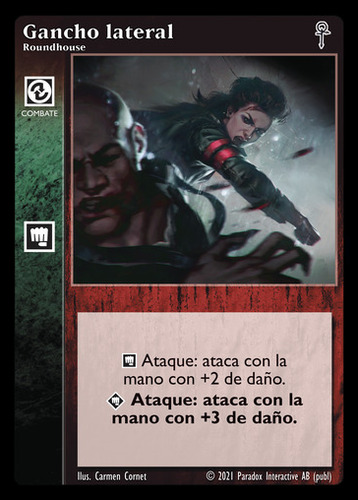 Gancho lateral
Roundhouse
COMBATE
Ataque: ataca con la
mano con +2 de daño.
Ataque: ataca con la
mano con +3 de daño.
Ilus. Carmen Cornet
© 2021 Paradox Interactive AB (publ)